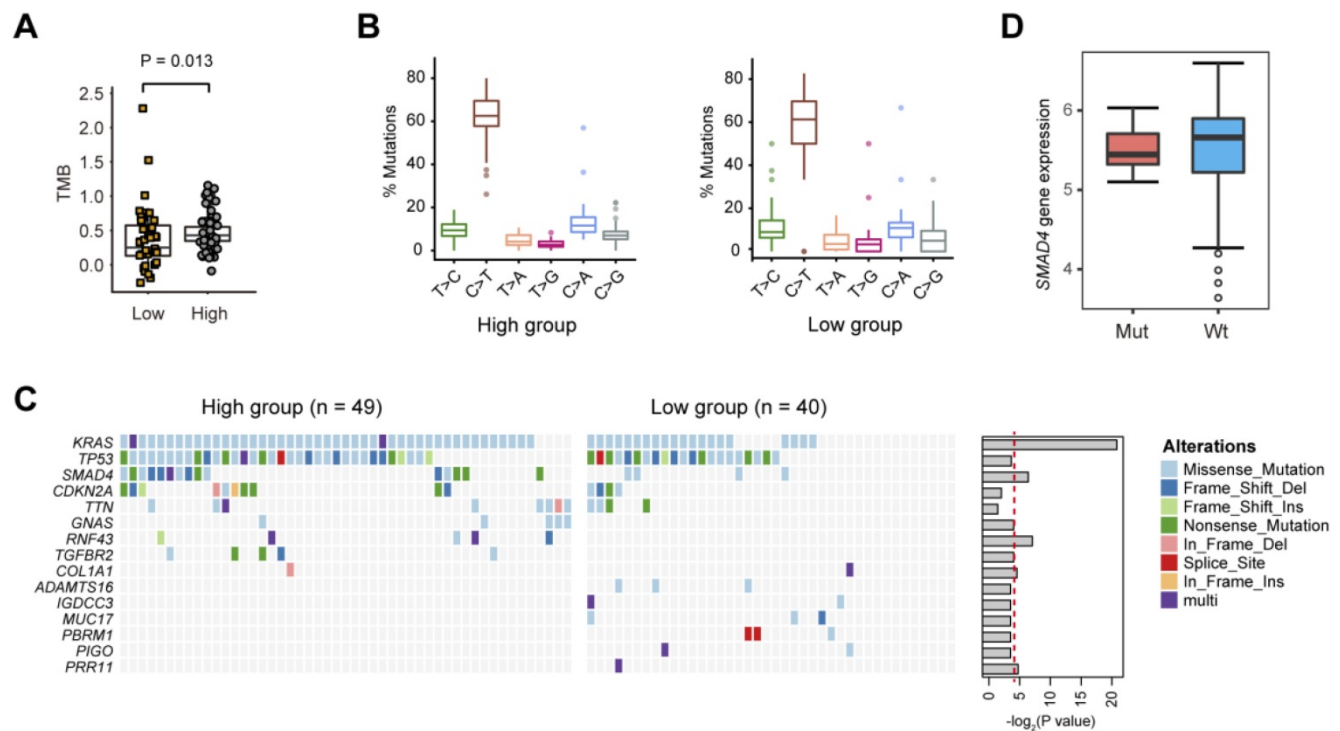 A
P = 0.013
TMB
2.5
2.0
1.5
1.0
0.5
0.0
Low High
B
% Mutations
80
60
40
20
0
T>C C>T T>A T>G C>A C>G
High group
% Mutations
80
60
40
20
0
T>C C>T T>A T>G C>A C>G
Low group
D
SMAD4 gene expression
6
5
4
Mut Wt
C
High group (n = 49) Low group (n = 40)
KRAS
TP53
SMAD4
CDKN2A
TTN
GNAS
RNF43
TGFBR2
COL1A1
ADAMTS16
IGDCC3
MUC17
PBRM1
PIGO
PRR11
0 5 10 15 20
-log₂(P value)
Alterations
Missense_Mutation
Frame_Shift_Del
Frame_Shift_Ins
Nonsense_Mutation
In_Frame_Del
Splice_Site
In_Frame_Ins
multi